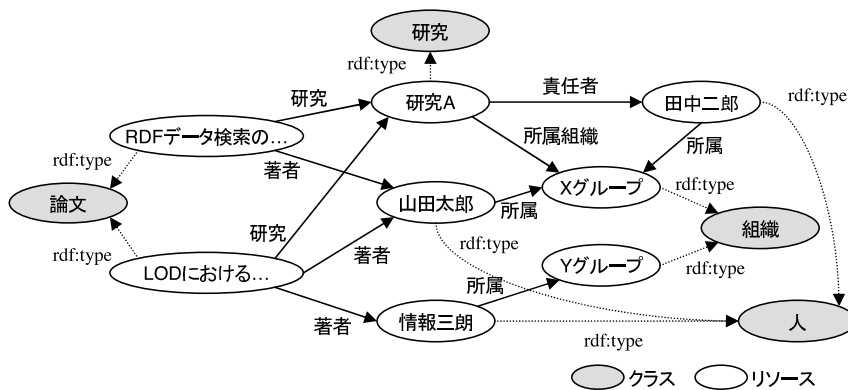 研究
rdf:type
研究
研究A
責任者
田中二郎
rdf:type
RDFデータ検索の…
所属組織
所属
rdf:type
著者
Xグループ
rdf:type
論文
山田太郎
所属
組織
研究
rdf:type
rdf:type
著者
Yグループ
rdf:type
LODにおける…
所属
著者
情報三朗
人
rdf:type
クラス
リソース